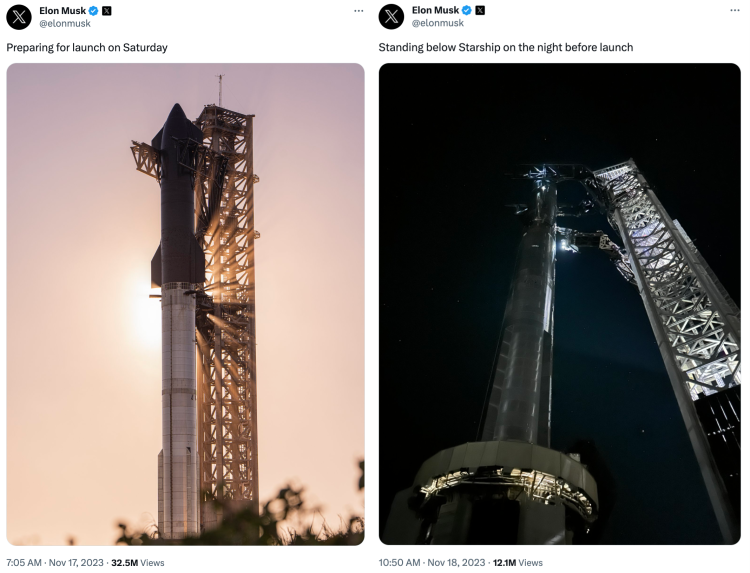 Elon Musk
@elonmusk
Preparing for launch on Saturday
7:05 AM · Nov 17, 2023 · 32.5M Views
Elon Musk
@elonmusk
Standing below Starship on the night before launch
10:50 AM · Nov 18, 2023 · 12.1M Views